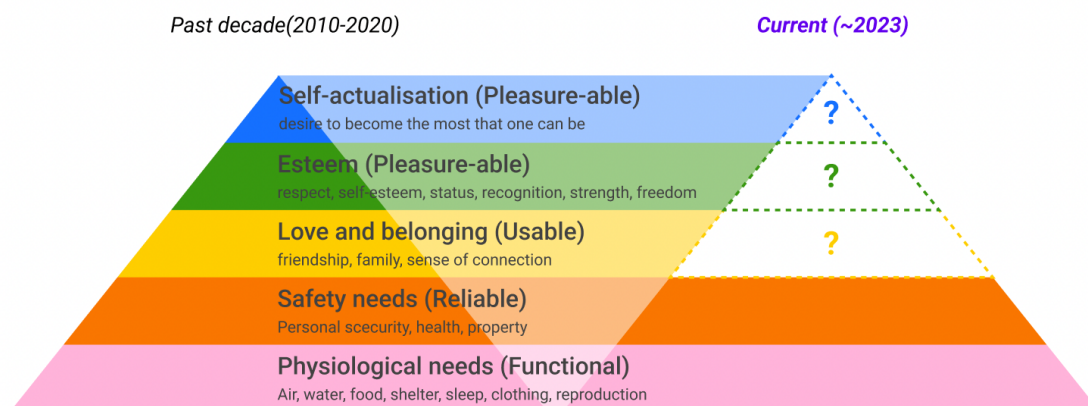 Past decade(2010-2020)
Current (~2023)
Self-actualisation (Pleasure-able)
desire to become the most that one can be
?
Esteem (Pleasure-able)
respect, self-esteem, status, recognition, strength, freedom
?
Love and belonging (Usable)
friendship, family, sense of connection
?
Safety needs (Reliable)
Personal scecurity, health, property
Physiological needs (Functional)
Air, water, food, shelter, sleep, clothing, reproduction